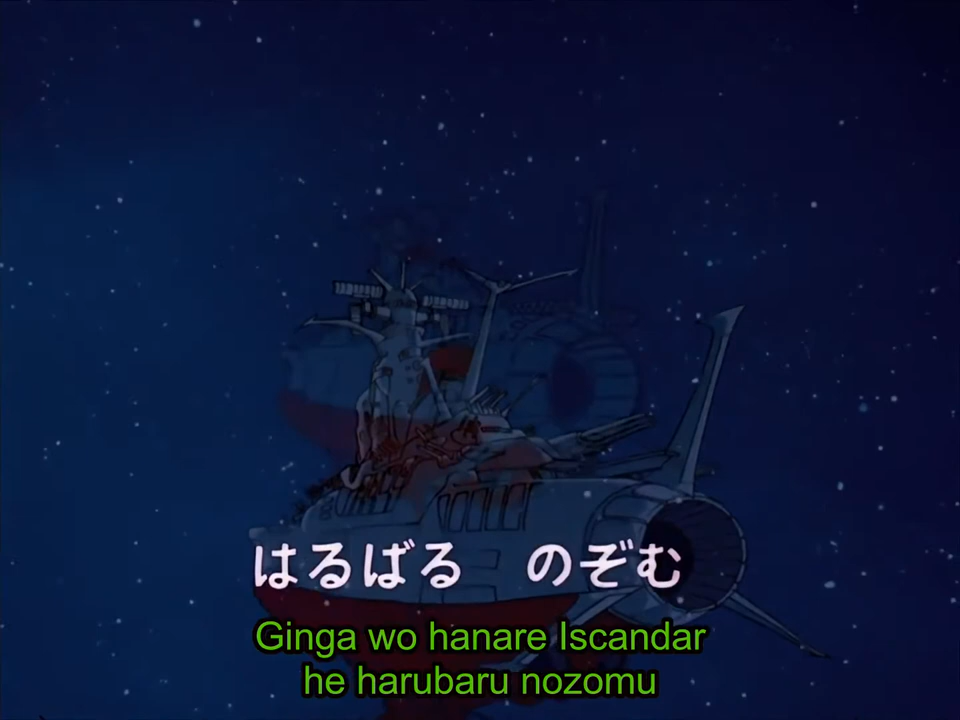 はるばる　のぞむ
Ginga wo hanare Iscandar
he harubaru nozomu